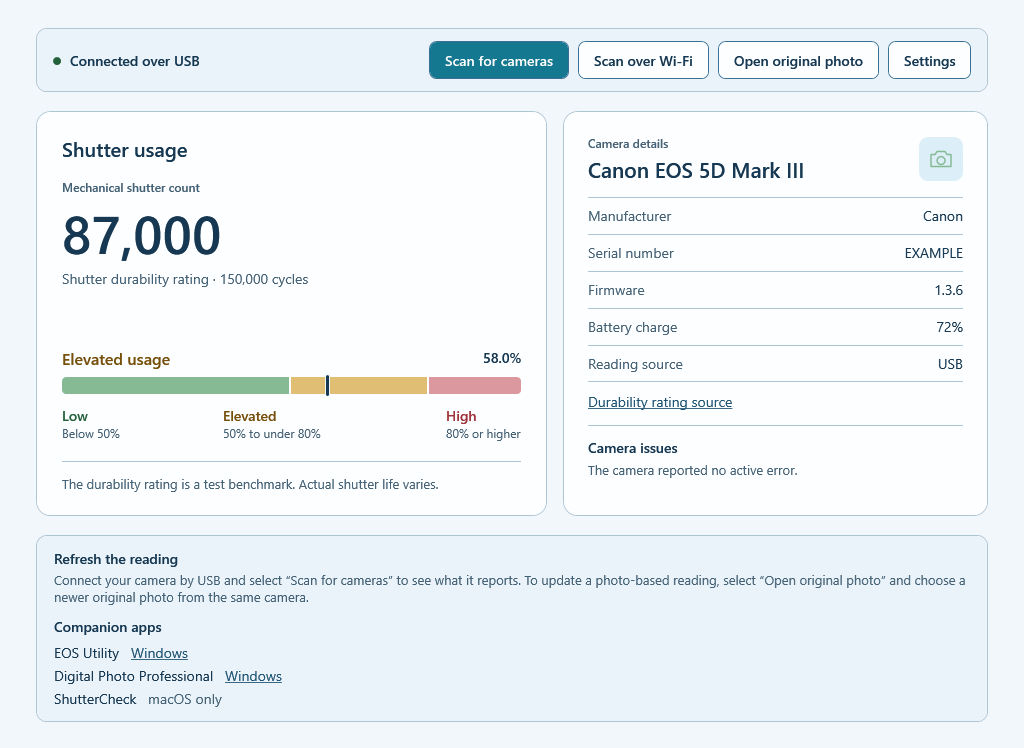 Connected over USB
Scan for cameras
Scan over Wi-Fi
Open original photo
Settings
Shutter usage
Mechanical shutter count
87,000
Shutter durability rating · 150,000 cycles
Elevated usage
58.0%
Low
Below 50%
Elevated
50% to under 80%
High
80% or higher
The durability rating is a test benchmark. Actual shutter life varies.
Camera details
Canon EOS 5D Mark III
Manufacturer Canon
Serial number EXAMPLE
Firmware 1.3.6
Battery charge 72%
Reading source USB
Durability rating source
Camera issues
The camera reported no active error.
Refresh the reading
Connect your camera by USB and select “Scan for cameras” to see what it reports. To update a photo-based reading, select “Open original photo” and choose a
newer original photo from the same camera.
Companion apps
EOS Utility Windows
Digital Photo Professional Windows
ShutterCheck macOS only